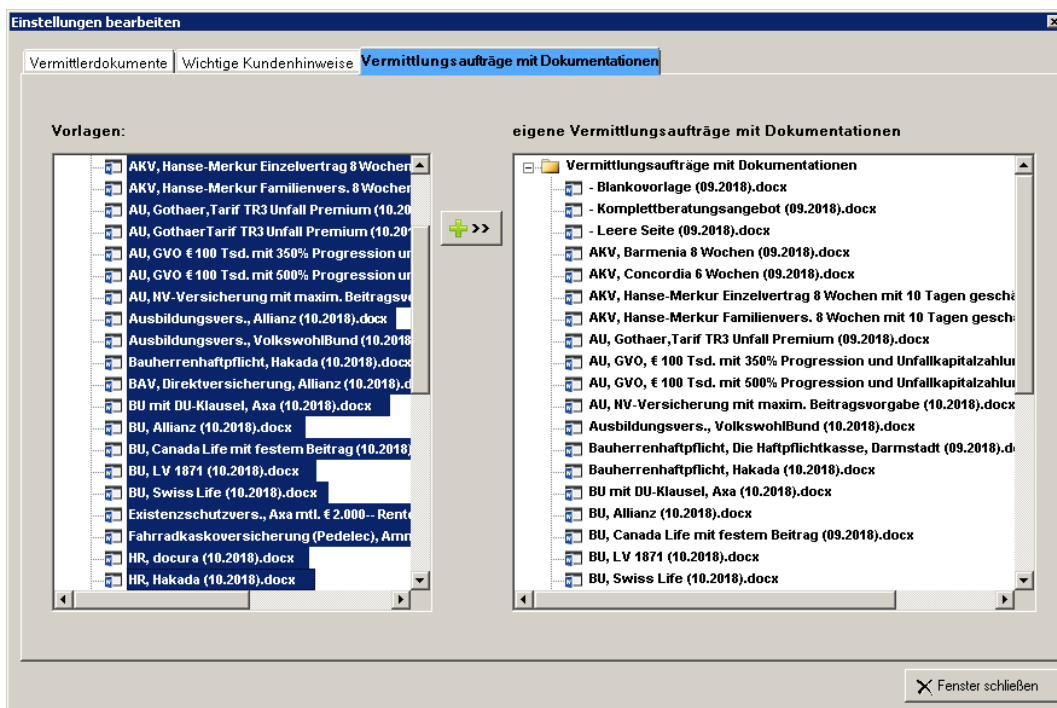 Einstellungen bearbeiten
Vermittlerdokumente
Wichtige Kundenhinweise
Vermittlungsaufträge mit Dokumentationen
Vorlagen:
AKV, Hanse-Merkur Einzelvertrag 8 Wochen
AKV, Hanse-Merkur Familienvers. 8 Wochen
AU, Gothaer,Tarif TR3 Unfall Premium (10.20
AU, GothaerTarif TR3 Unfall Premium (10.201
AU, GVO € 100 Tsd. mit 350% Progression un
AU, GVO € 100 Tsd. mit 500% Progression un
AU, NV-Versicherung mit maxim. Beitragsv
Ausbildungsvers., Allianz (10.2018).docx
Ausbildungsvers., VolkswohlBund (10.2018
Bauherrenhaftpflicht, Hakada (10.2018).docx
BAV, Direktversicherung, Allianz (10.2018).d
BU mit DU-Klausel, Axa (10.2018).docx
BU, Allianz (10.2018).docx
BU, Canada Life mit festem Beitrag (10.2018)
BU, LV 1871 (10.2018).docx
BU, Swiss Life (10.2018).docx
Existenzschutzvers., Axa mtl. € 2.000-- Rente
Fahrradkaskoversicherung (Pedelec), Amm
HR, docura (10.2018).docx
HR, Hakada (10.2018).docx
>>
eigene Vermittlungsaufträge mit Dokumentationen
Vermittlungsaufträge mit Dokumentationen
- Blankovorlage (09.2018).docx
- Komplettberatungsangebot (09.2018).docx
- Leere Seite (09.2018).docx
AKV, Barmenia 8 Wochen (09.2018).docx
AKV, Concordia 6 Wochen (09.2018).docx
AKV, Hanse-Merkur Einzelvertrag 8 Wochen mit 10 Tagen geschä
AKV, Hanse-Merkur Familienvers. 8 Wochen mit 10 Tagen gesch
AU, Gothaer,Tarif TR3 Unfall Premium (09.2018).docx
AU, GVO, € 100 Tsd. mit 350% Progression und Unfallkapitalzahlu
AU, GVO, € 100 Tsd. mit 500% Progression und Unfallkapitalzahlu
AU, NV-Versicherung mit maxim. Beitragsvorgabe (10.2018).docx
Ausbildungsvers., VolkswohlBund (10.2018).docx
Bauherrenhaftpflicht, Die Haftpflichtkasse, Darmstadt (09.2018).d
Bauherrenhaftpflicht, Hakada (10.2018).docx
BU mit DU-Klausel, Axa (10.2018).docx
BU, Allianz (10.2018).docx
BU, Canada Life mit festem Beitrag (09.2018).docx
BU, LV 1871 (10.2018).docx
BU, Swiss Life (10.2018).docx
Fenster schließen